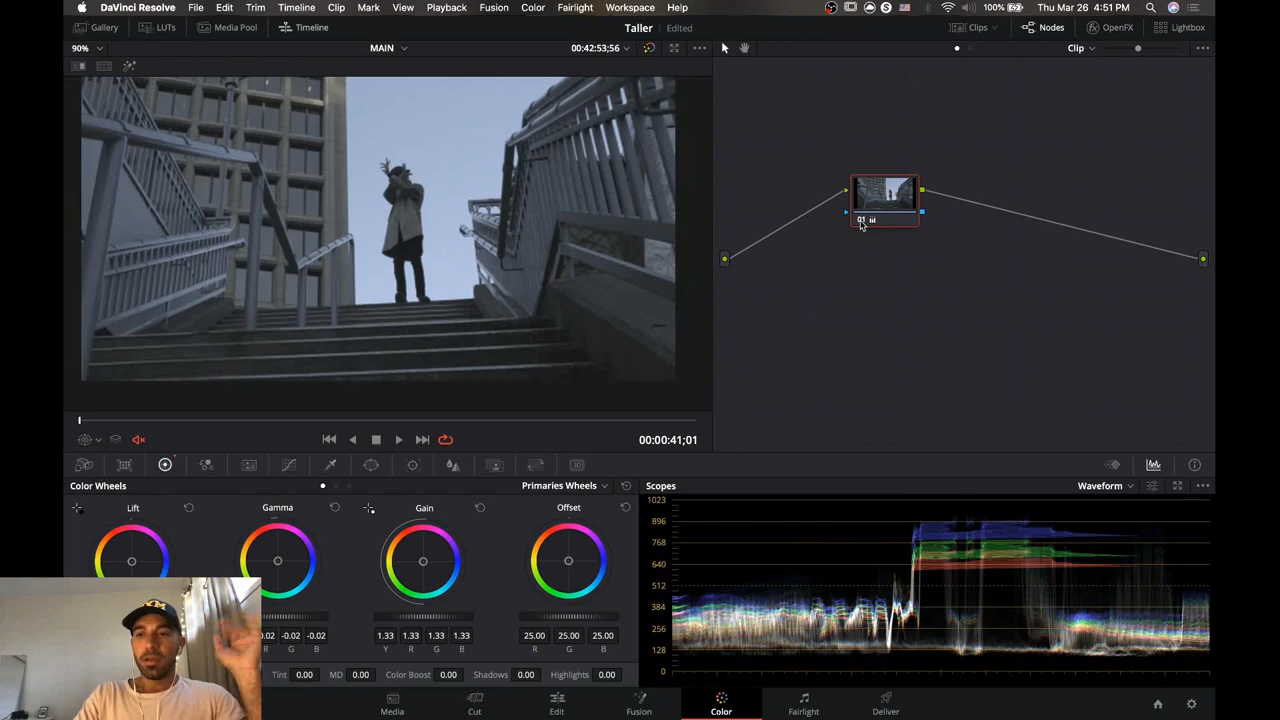 DaVinci Resolve File Edit Trim Timeline Clip Mark View Playback Fusion Color Fairlight Workspace Help 100% Thu Mar 26 4:51 PM
Gallery LUTs Media Pool Timeline Taller Edited Clips Nodes OpenFX Lightbox
90% MAIN 00:42:53;56 Clip
01
00:00:41;01
Color Wheels Primaries Wheels Scopes Waveform
Lift Gamma Gain Offset
1023
896
768
640
512
384
256
128
0
-0.02 -0.02 1.33 1.33 1.33 1.33 25.00 25.00 25.00
R G B Y R G B R G B
Tint 0.00 MD 0.00 Color Boost 0.00 Shadows 0.00 Highlights 0.00
Media Cut Edit Fusion Color Fairlight Deliver